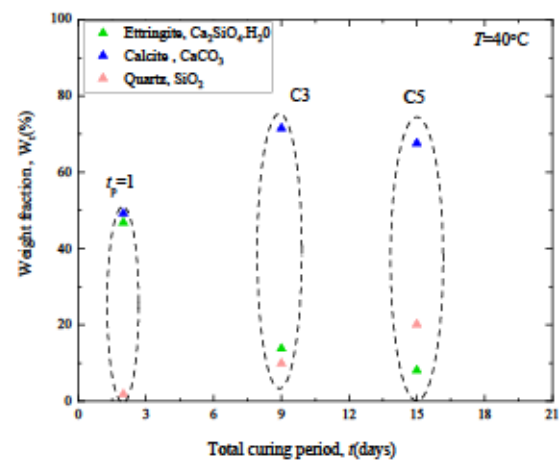 100
80
60
40
20
0
Weight fraction , Wf(%)
Ettringite, Ca2SiO4.H20
Calcite , CaCO3
Quartz, SiO2
T=40°C
C3
C5
tp=1
0 3 6 9 12 15 18 21
Total curing period, t(days)